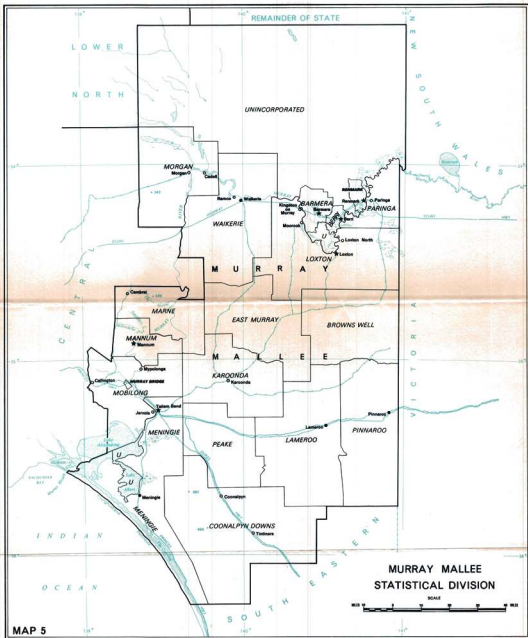 REMAINDER OF STATE
LOWER
NORTH
NEW SOUTH WALES
UNINCORPORATED
MORGAN
Morgan
Cadell
Ramco
Waikerie
WAIKERIE
Kingston
on
Murray
BARMERA
Barmera
Renmark
Paringa
PARINGA
Berri
Moorook
U
Loxton North
LOXTON
Loxton
CENTRAL
MURRAY
Cambrai
MARNE
EAST MURRAY
BROWNS WELL
MANNUM
Mannum
MALLEE
VICTORIA
Mypolonga
Callington
MURRAY BRIDGE
KAROONDA
Karoonda
MOBILONG
Jervois
Tailem Bend
Pinnaroo
Lameroo
MENINGIE
PEAKE
LAMEROO
PINNAROO
U
U
Meningie
Coonalpyn
MENINGIE
COONALPYN DOWNS
Tintinara
INDIAN
OCEAN
SOUTH EASTERN
MURRAY MALLEE
STATISTICAL DIVISION
SCALE
MAP 5